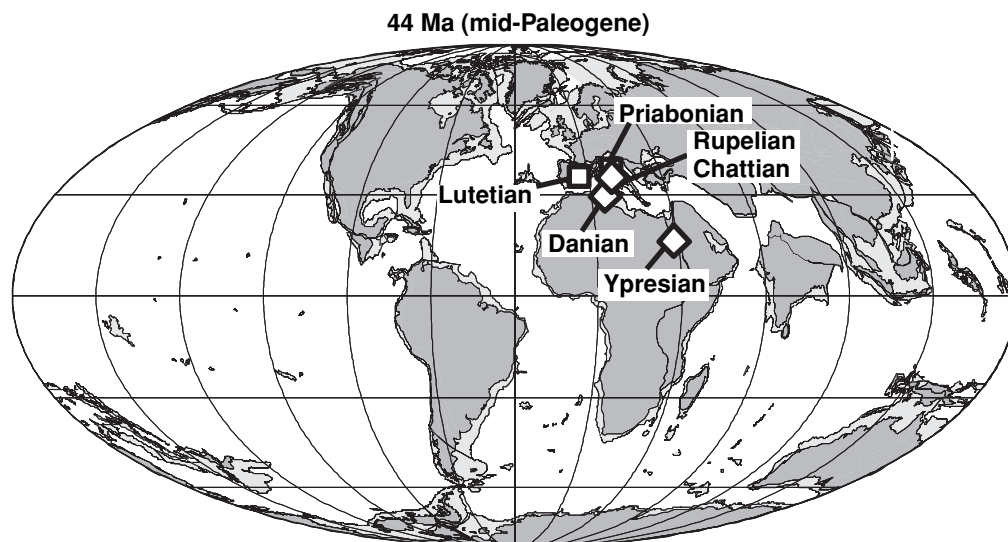 44 Ma (mid-Paleogene)
Priabonian
Rupelian
Chattian
Lutetian
Danian
Ypresian